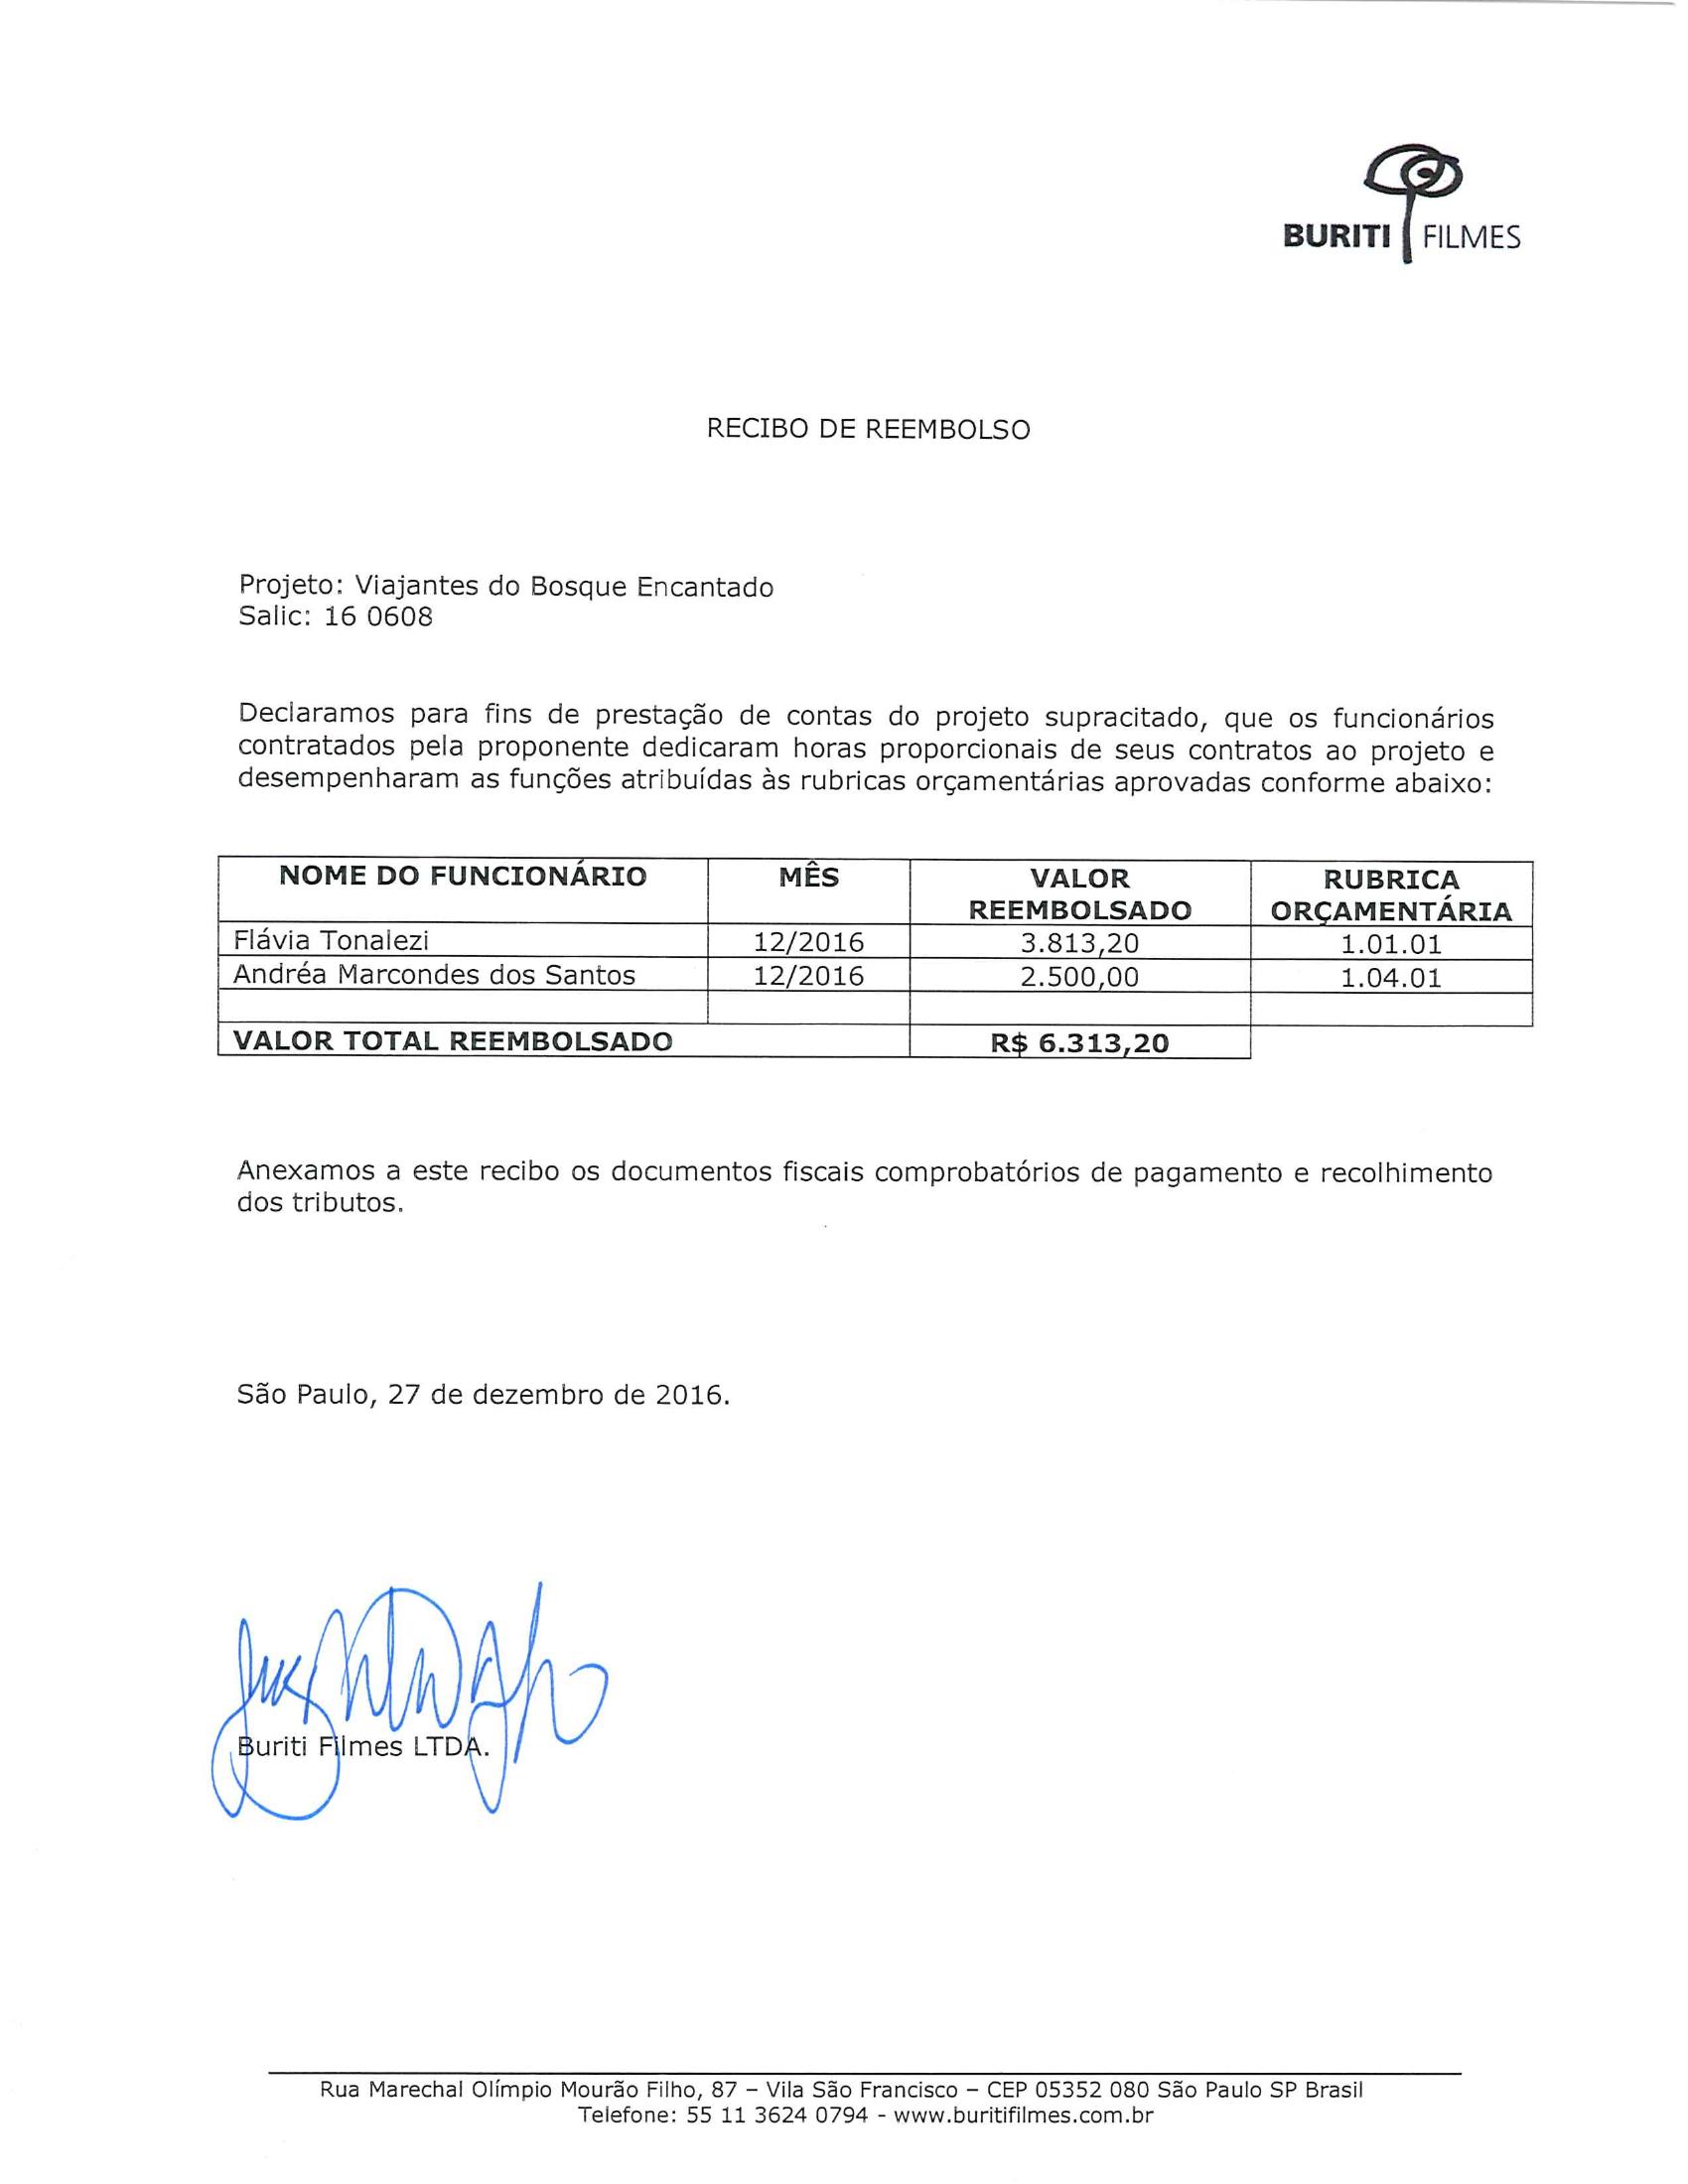 BURITI FILMES
RECIBO DE REEMBOLSO
Projeto: Viajantes do Bosque Encantado
Salic: 16 0608
Declaramos para fins de prestação de contas do projeto supracitado, que os funcionários
contratados pela proponente dedicaram horas proporcionais de seus contratos ao projeto e
desempenharam as funções atribuídas às rubricas orçamentárias aprovadas conforme abaixo:
NOME DO FUNCIONÁRIO MÊS VALOR REEMBOLSADO RUBRICA ORÇAMENTÁRIA
Flávia Tonalezi 12/2016 3.813,20 1.01.01
Andréa Marcondes dos Santos 12/2016 2.500,00 1.04.01
VALOR TOTAL REEMBOLSADO R$ 6.313,20
Anexamos a este recibo os documentos fiscais comprobatórios de pagamento e recolhimento
dos tributos.
São Paulo, 27 de dezembro de 2016.
Buriti Filmes LTDA.
Rua Marechal Olímpio Mourão Filho, 87 – Vila São Francisco – CEP 05352 080 São Paulo SP Brasil
Telefone: 55 11 3624 0794 - www.buritifilmes.com.br